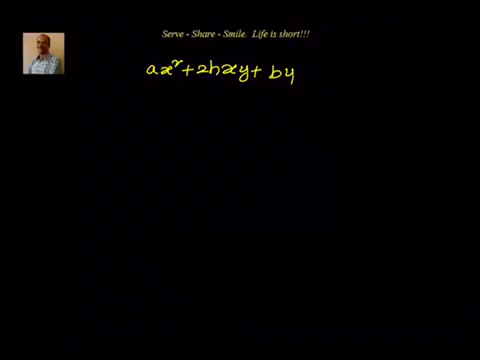 Serve - Share - Smile. Life is short!!!
ax² + 2hxy + by